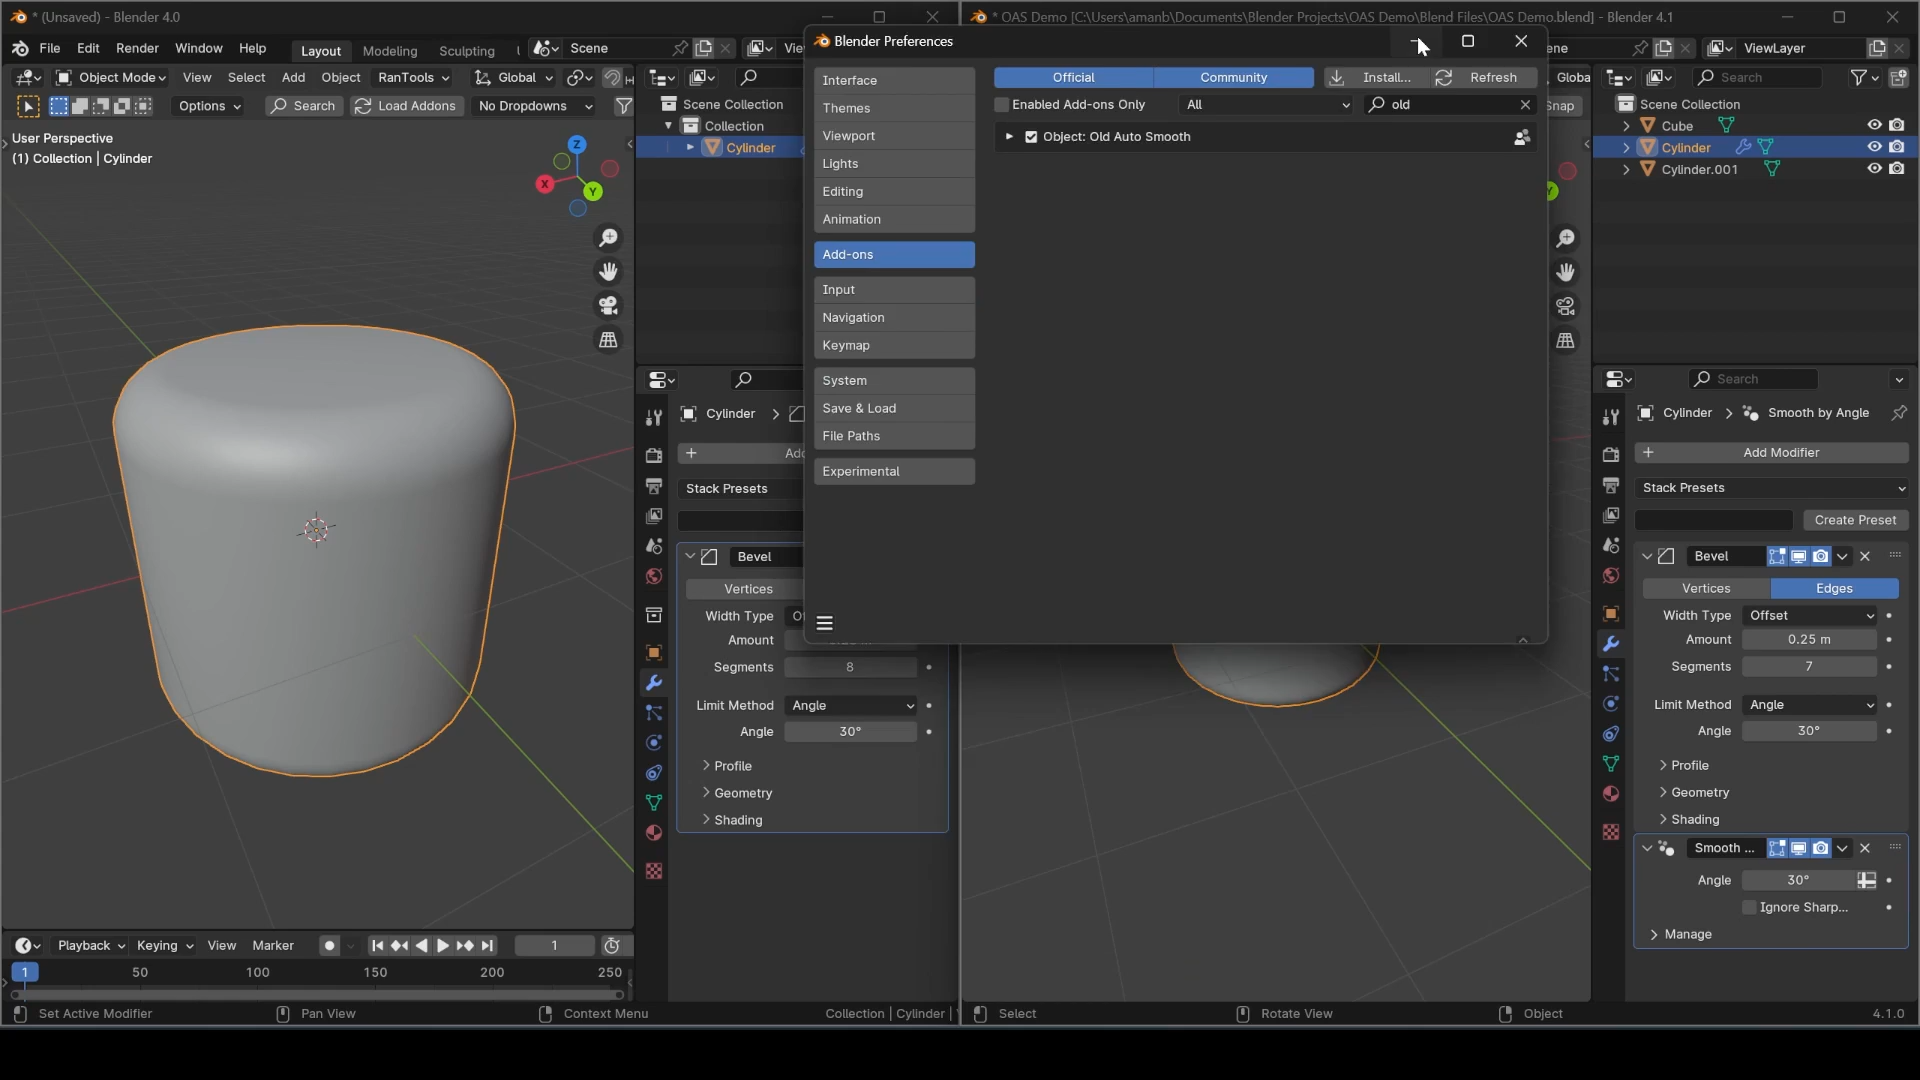 * (Unsaved) - Blender 4.0
File Edit Render Window Help Layout Modeling Sculpting Scene
Object Mode View Select Add Object RanTools Global
Options Search Load Addons No Dropdowns
User Perspective
(1) Collection | Cylinder
X Y Z
Scene Collection
Collection
Cylinder
Cylinder
Stack Presets
Bevel
Vertices
Width Type
Amount
Segments 8
Limit Method Angle
Angle 30°
Profile
Geometry
Shading
Playback Keying View Marker 1
1 50 100 150 200 250
Set Active Modifier Pan View Context Menu Collection | Cylinder |
Blender Preferences
Interface
Themes
Viewport
Lights
Editing
Animation
Add-ons
Input
Navigation
Keymap
System
Save & Load
File Paths
Experimental
Official Community Install... Refresh
Enabled Add-ons Only All old
Object: Old Auto Smooth
* OAS Demo [C:\Users\amanb\Documents\Blender Projects\OAS Demo\Blend Files\OAS Demo.blend] - Blender 4.1
ViewLayer
Search
Snap
Scene Collection
Cube
Cylinder
Cylinder.001
Search
Cylinder Smooth by Angle
Add Modifier
Stack Presets
Create Preset
Bevel
Vertices Edges
Width Type Offset
Amount 0.25 m
Segments 7
Limit Method Angle
Angle 30°
Profile
Geometry
Shading
Smooth ...
Angle 30°
Ignore Sharp...
Manage
Select Rotate View Object 4.1.0